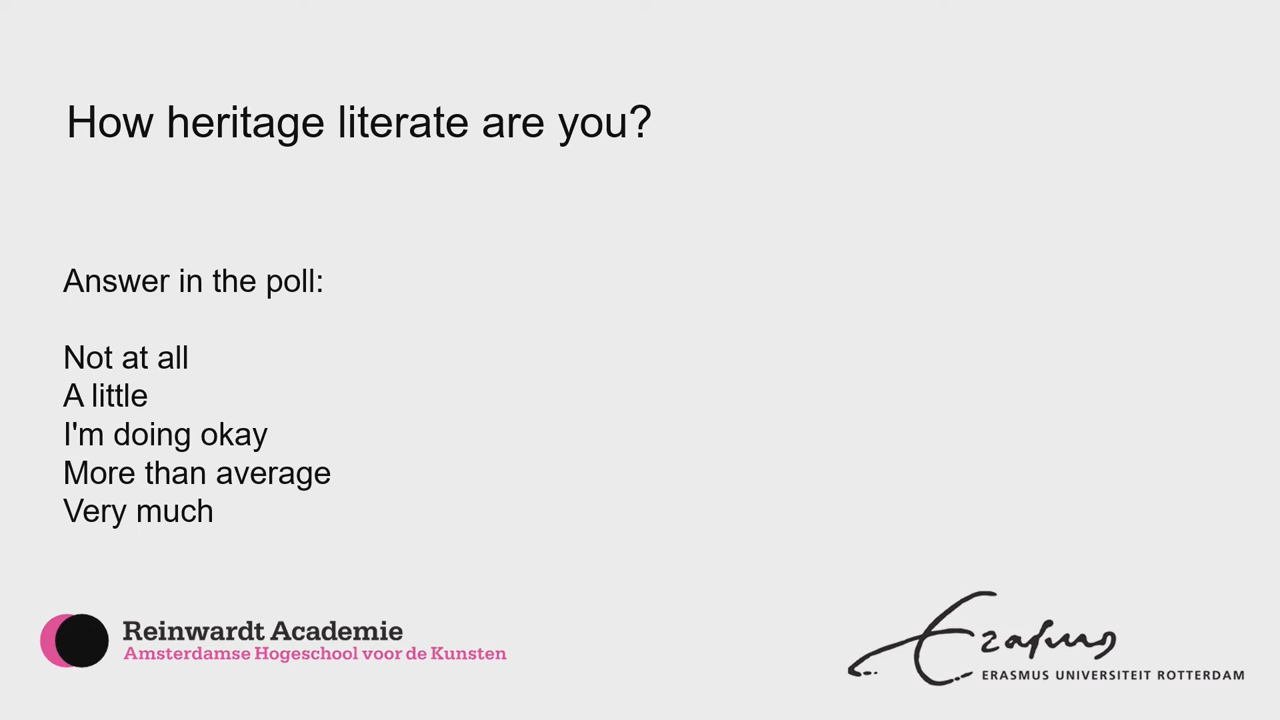 How heritage literate are you?
Answer in the poll:
Not at all
A little
I'm doing okay
More than average
Very much
Reinwardt Academie
Amsterdamse Hogeschool voor de Kunsten
Erasmus
ERASMUS UNIVERSITEIT ROTTERDAM